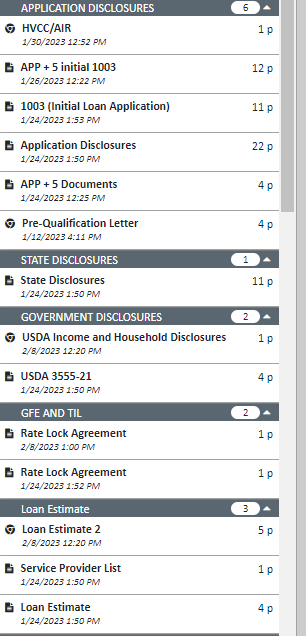 APPLICATION DISCLOSURES 6
HVCC/AIR 1 p
1/30/2023 12:52 PM
APP + 5 initial 1003 12 p
1/26/2023 12:22 PM
1003 (Initial Loan Application) 11 p
1/24/2023 1:53 PM
Application Disclosures 22 p
1/24/2023 1:50 PM
APP + 5 Documents 4 p
1/24/2023 12:25 PM
Pre-Qualification Letter 4 p
1/12/2023 4:11 PM
STATE DISCLOSURES 1
State Disclosures 11 p
1/24/2023 1:50 PM
GOVERNMENT DISCLOSURES 2
USDA Income and Household Disclosures 1 p
2/8/2023 12:20 PM
USDA 3555-21 4 p
1/24/2023 1:50 PM
GFE AND TIL 2
Rate Lock Agreement 1 p
2/8/2023 1:00 PM
Rate Lock Agreement 1 p
1/24/2023 1:52 PM
Loan Estimate 3
Loan Estimate 2 5 p
2/8/2023 12:20 PM
Service Provider List 1 p
1/24/2023 1:50 PM
Loan Estimate 4 p
1/24/2023 1:50 PM